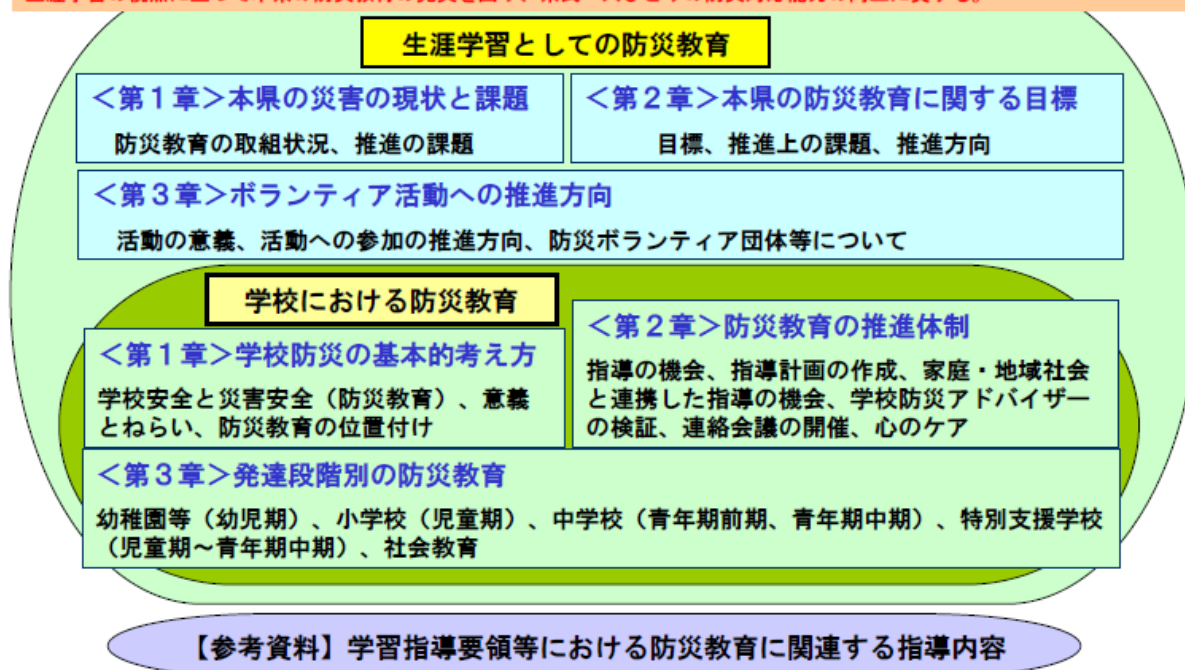 生涯学習としての防災教育
＜第１章＞本県の災害の現状と課題
防災教育の取組状況、推進の課題
＜第２章＞本県の防災教育に関する目標
目標、推進上の課題、推進方向
＜第３章＞ボランティア活動への推進方向
活動の意義、活動への参加の推進方向、防災ボランティア団体等について
学校における防災教育
＜第１章＞学校防災の基本的考え方
学校安全と災害安全（防災教育）、意義
とねらい、防災教育の位置付け
＜第２章＞防災教育の推進体制
指導の機会、指導計画の作成、家庭・地域社会
と連携した指導の機会、学校防災アドバイザー
の検証、連絡会議の開催、心のケア
＜第３章＞発達段階別の防災教育
幼稚園等（幼児期）、小学校（児童期）、中学校（青年期前期、青年期中期）、特別支援学校
（児童期～青年期中期）、社会教育
【参考資料】学習指導要領等における防災教育に関連する指導内容